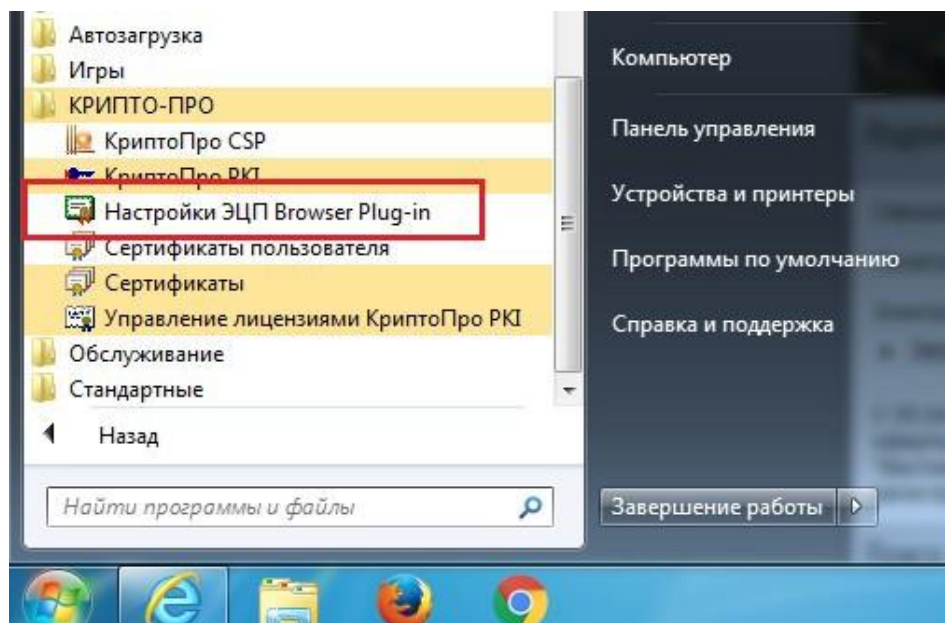 Автозагрузка
Игры
КРИПТО-ПРО
КриптоПро CSP
КриптоПро PKI
Настройки ЭЦП Browser Plug-in
Сертификаты пользователя
Сертификаты
Управление лицензиями КриптоПро PKI
Обслуживание
Стандартные
Назад
Найти программы и файлы
Компьютер
Панель управления
Устройства и принтеры
Программы по умолчанию
Справка и поддержка
Завершение работы